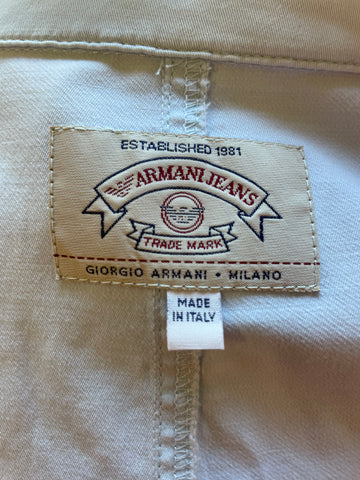 ESTABLISHED 1981
ARMANI JEANS
TRADE MARK
GIORGIO ARMANI • MILANO
MADE
IN ITALY